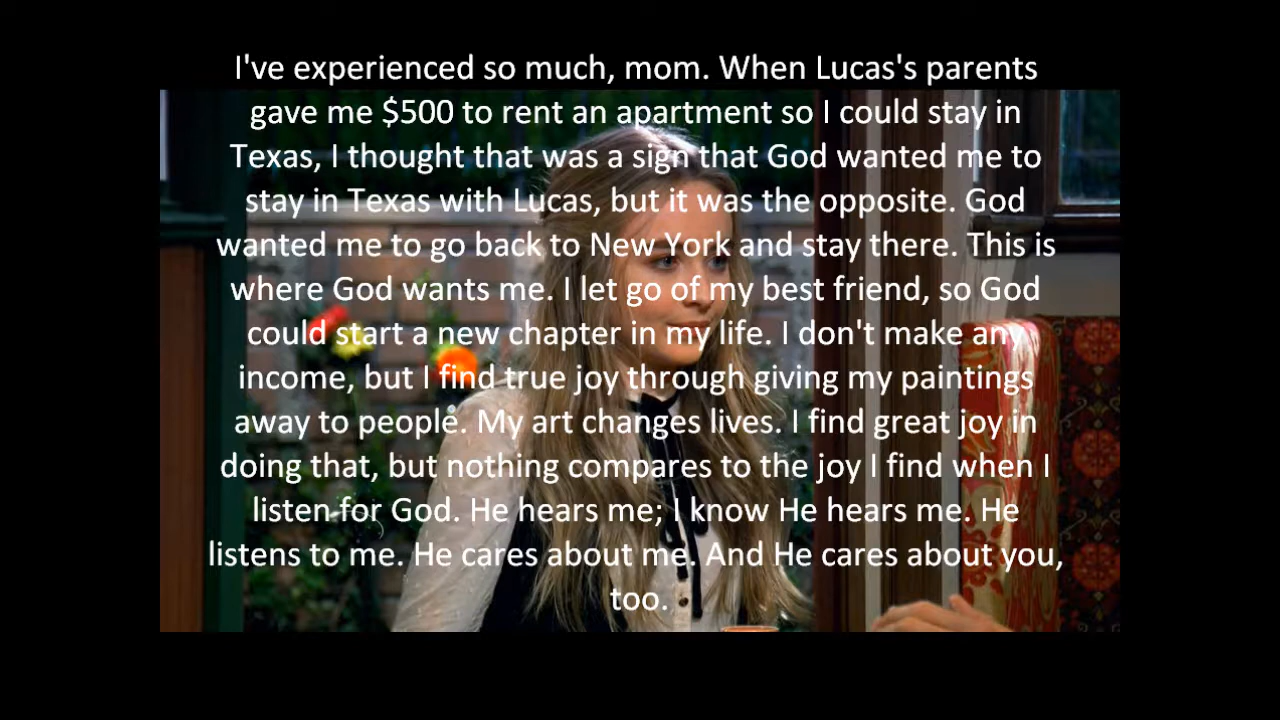 I've experienced so much, mom. When Lucas's parents
gave me $500 to rent an apartment so I could stay in
Texas, I thought that was a sign that God wanted me to
stay in Texas with Lucas, but it was the opposite. God
wanted me to go back to New York and stay there. This is
where God wants me. I let go of my best friend, so God
could start a new chapter in my life. I don't make any
income, but I find true joy through giving my paintings
away to people. My art changes lives. I find great joy in
doing that, but nothing compares to the joy I find when I
listen for God. He hears me; I know He hears me. He
listens to me. He cares about me. And He cares about you,
too.